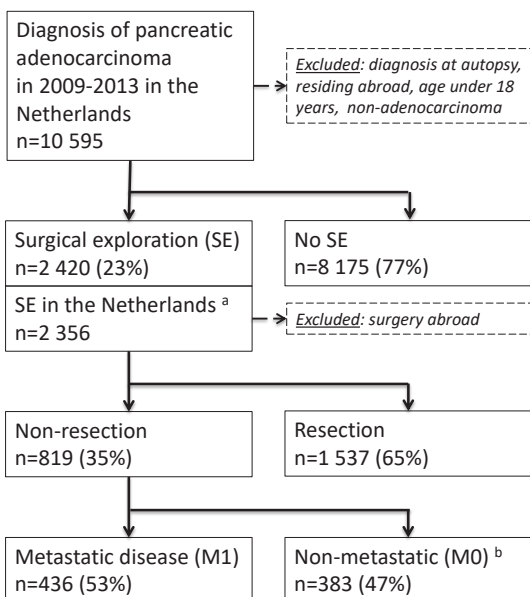 Diagnosis of pancreatic
adenocarcinoma
in 2009-2013 in the
Netherlands
n=10 595
Excluded: diagnosis at autopsy,
residing abroad, age under 18
years, non-adenocarcinoma
Surgical exploration (SE)
n=2 420 (23%)
No SE
n=8 175 (77%)
SE in the Netherlands a
n=2 356
Excluded: surgery abroad
Non-resection
n=819 (35%)
Resection
n=1 537 (65%)
Metastatic disease (M1)
n=436 (53%)
Non-metastatic (M0) b
n=383 (47%)